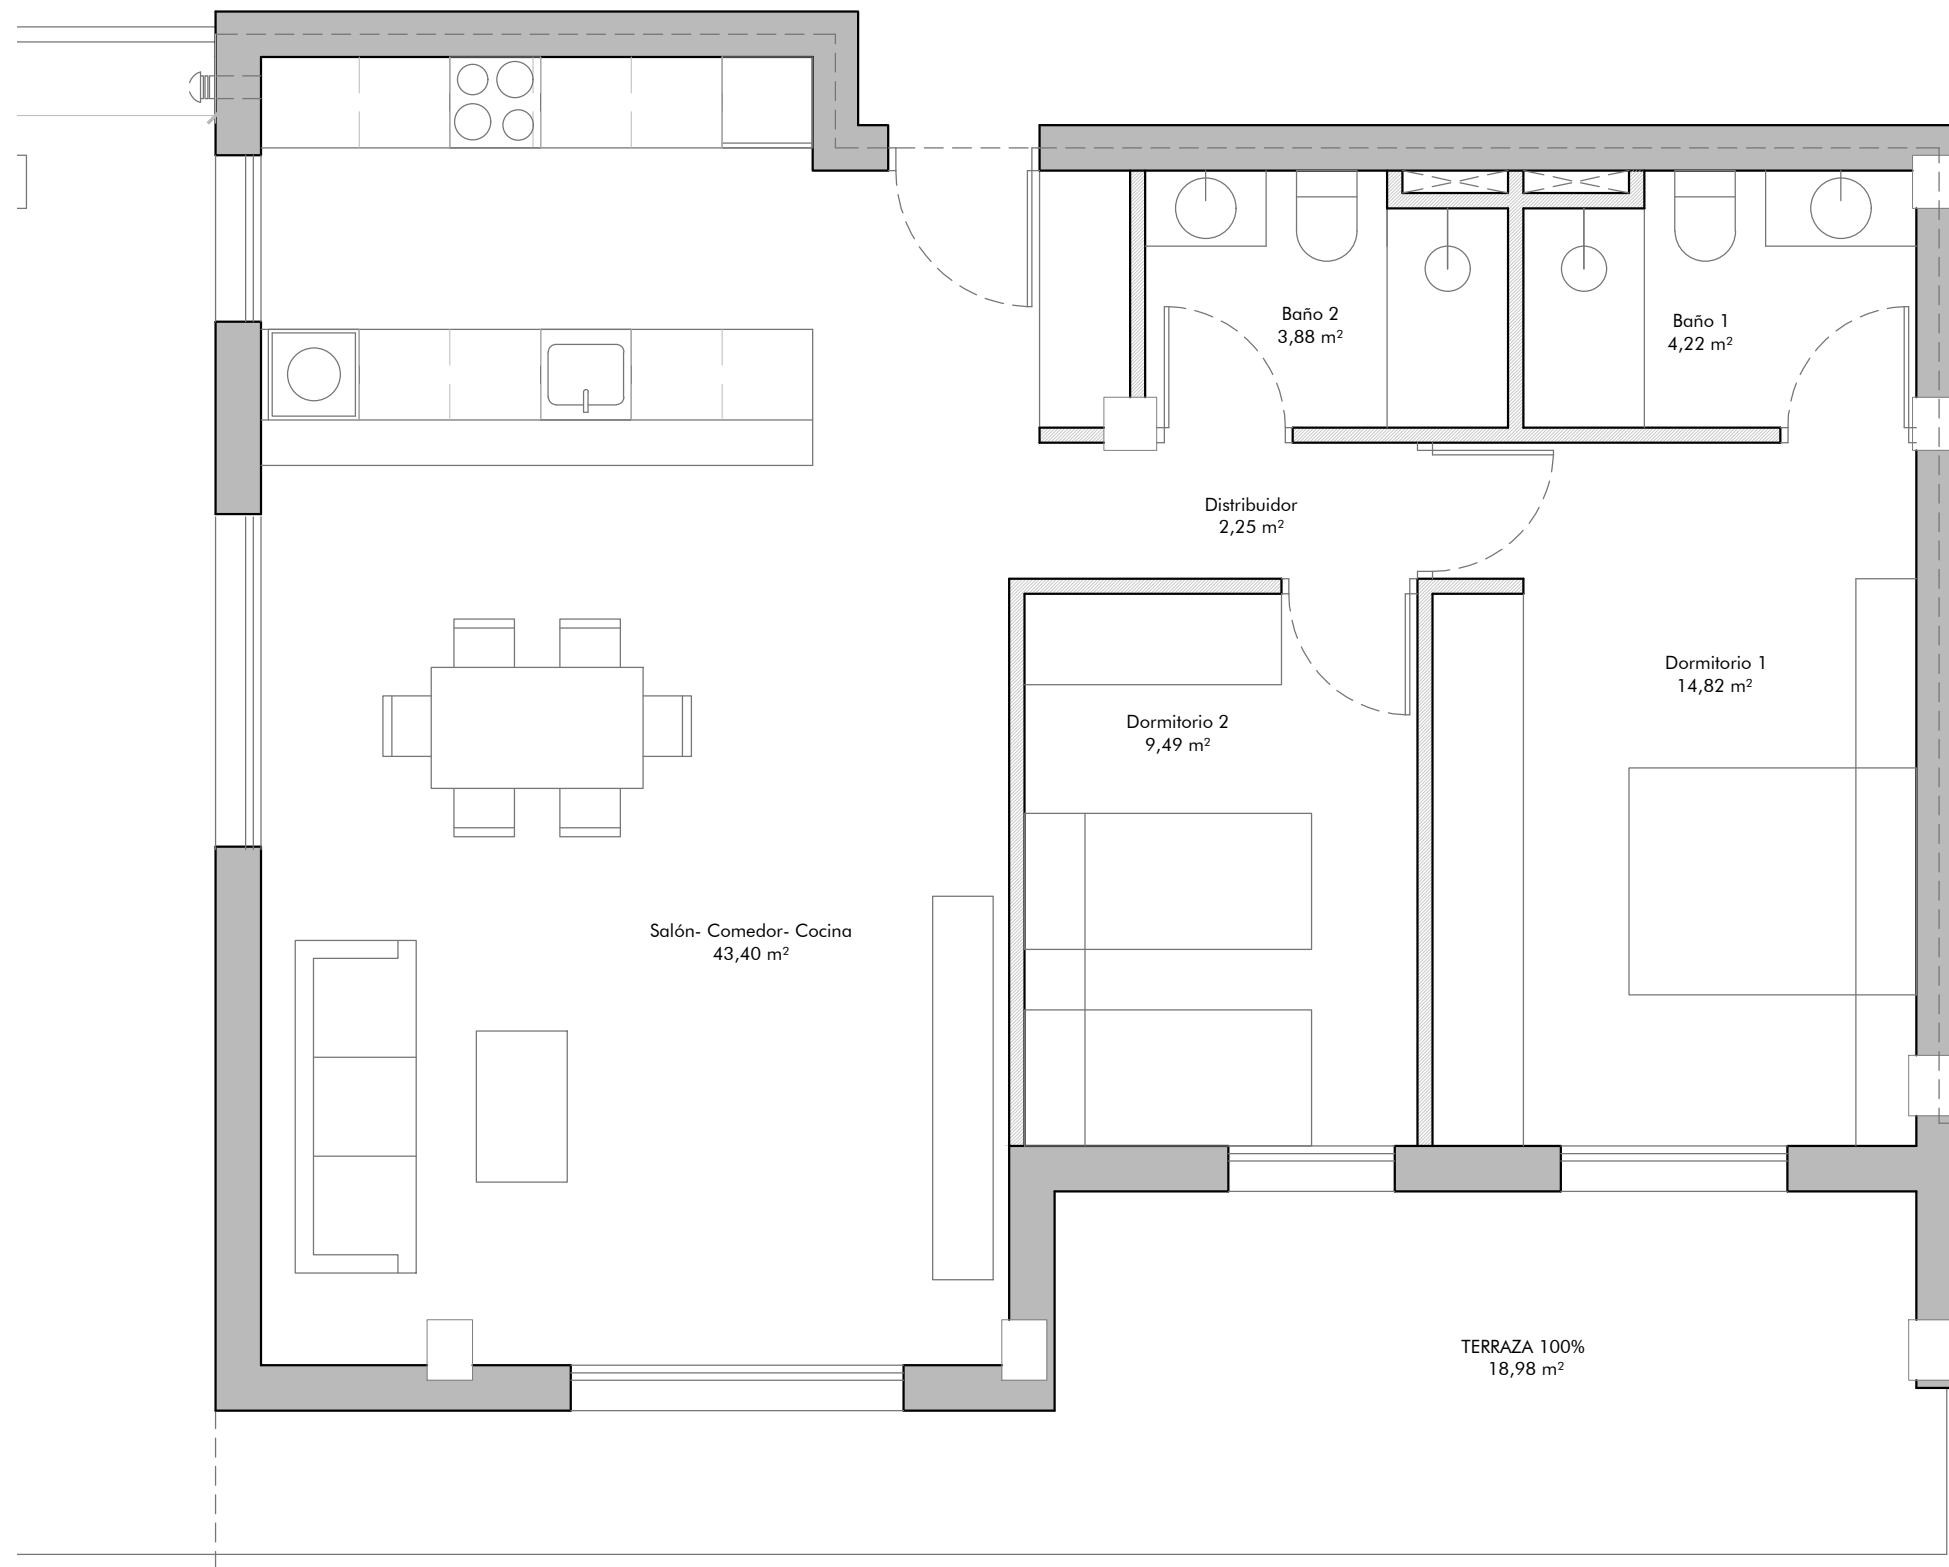 Baño 2
3,88 m²
Baño 1
4,22 m²
Distribuidor
2,25 m²
Dormitorio 1
14,82 m²
Dormitorio 2
9,49 m²
Salón- Comedor- Cocina
43,40 m²
TERRAZA 100%
18,98 m²